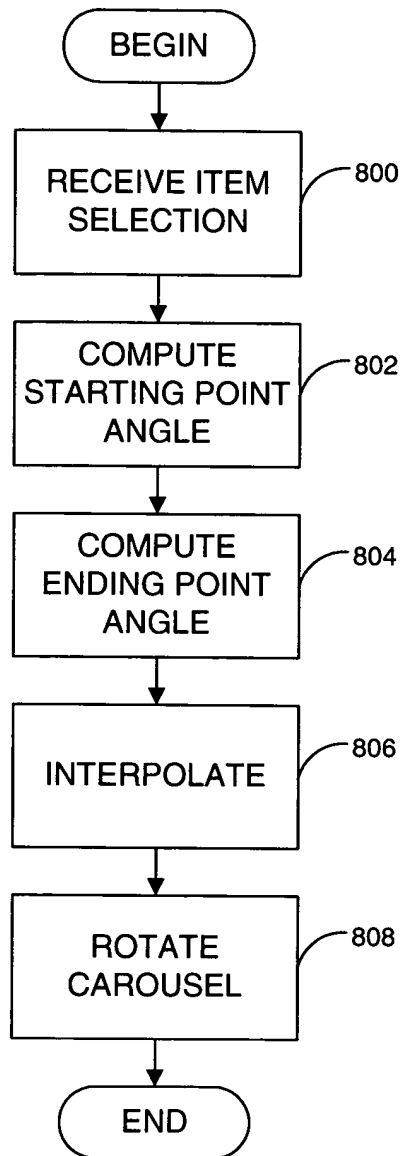 BEGIN
RECEIVE ITEM
SELECTION
800
COMPUTE
STARTING POINT
ANGLE
802
COMPUTE
ENDING POINT
ANGLE
804
INTERPOLATE
806
ROTATE
CAROUSEL
808
END